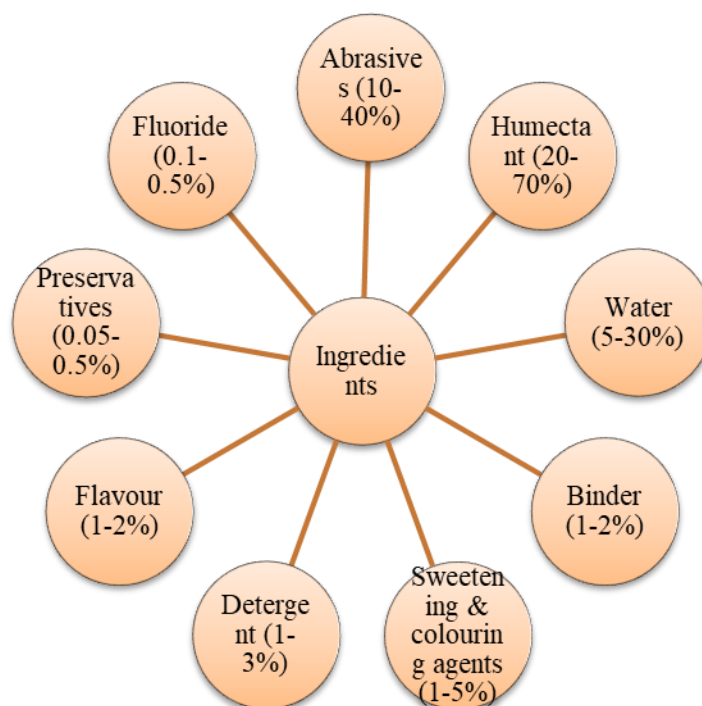 Abrasive
s (10-
40%)
Humecta
nt (20-
70%)
Water
(5-30%)
Binder
(1-2%)
Sweeten
ing &
colourin
g agents
(1-5%)
Deterge
nt (1-
3%)
Flavour
(1-2%)
Preserva
tives
(0.05-
0.5%)
Fluoride
(0.1-
0.5%)
Ingredie
nts